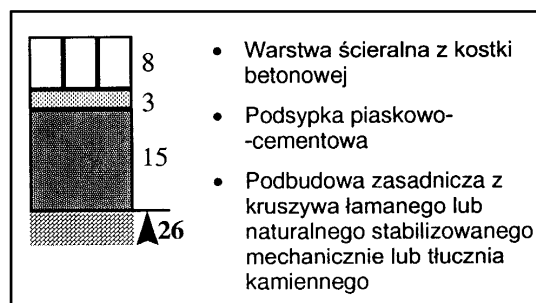 8
3
15
26
• Warstwa ścieralna z kostki
betonowej
• Podsypka piaskowo-
-cementowa
• Podbudowa zasadnicza z
kruszywa łamanego lub
naturalnego stabilizowanego
mechanicznie lub tłucznia
kamiennego